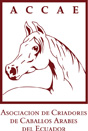 ACCAE
ASOCIACION DE CRIADORES
DE CABALLOS ARABES
DEL ECUADOR